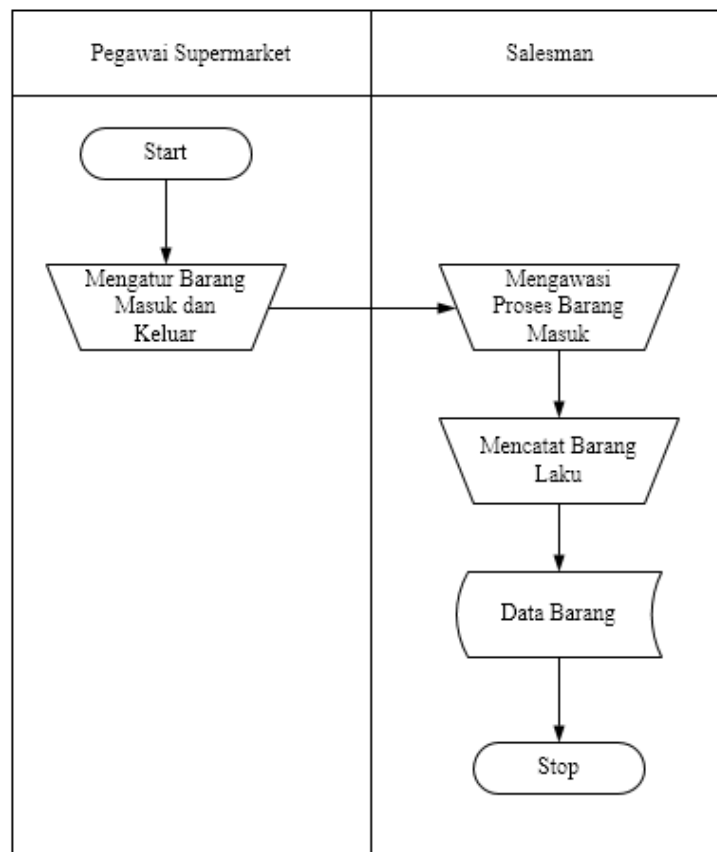 Pegawai Supermarket
Salesman
Start
Mengatur Barang
Masuk dan
Keluar
Mengawasi
Proses Barang
Masuk
Mencatat Barang
Laku
Data Barang
Stop